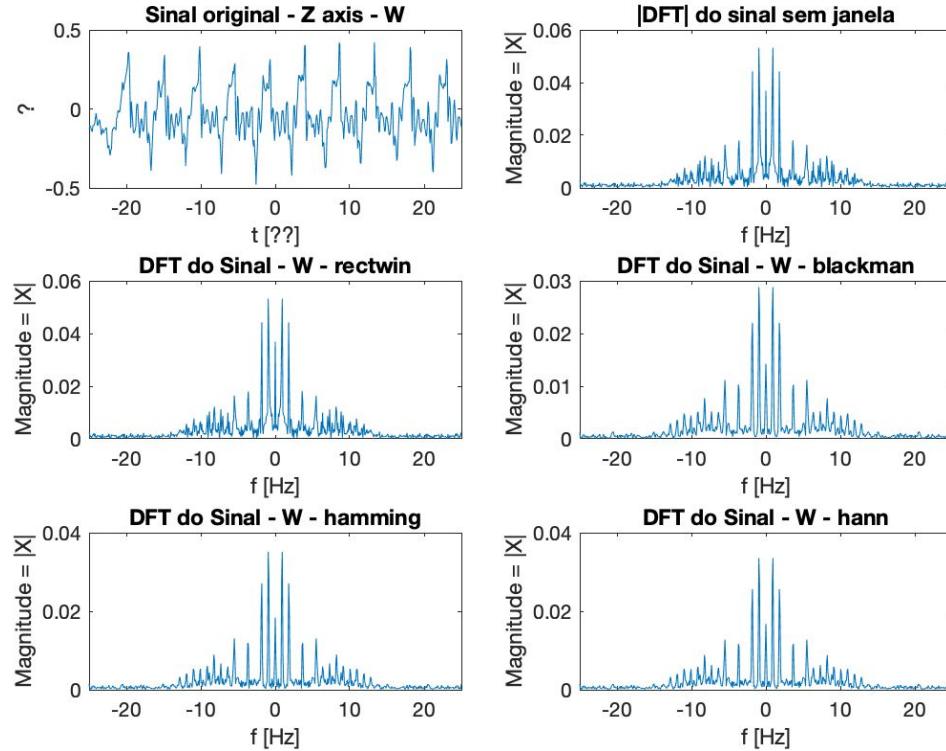 Sinal original - Z axis - W
0.5
0
-0.5
?
-20 -10 0 10 20
t [??]
|DFT| do sinal sem janela
0.06
0.04
0.02
0
Magnitude = |X|
-20 -10 0 10 20
f [Hz]
DFT do Sinal - W - rectwin
0.06
0.04
0.02
0
Magnitude = |X|
-20 -10 0 10 20
f [Hz]
DFT do Sinal - W - blackman
0.03
0.02
0.01
0
Magnitude = |X|
-20 -10 0 10 20
f [Hz]
DFT do Sinal - W - hamming
0.04
0.02
0
Magnitude = |X|
-20 -10 0 10 20
f [Hz]
DFT do Sinal - W - hann
0.04
0.02
0
Magnitude = |X|
-20 -10 0 10 20
f [Hz]